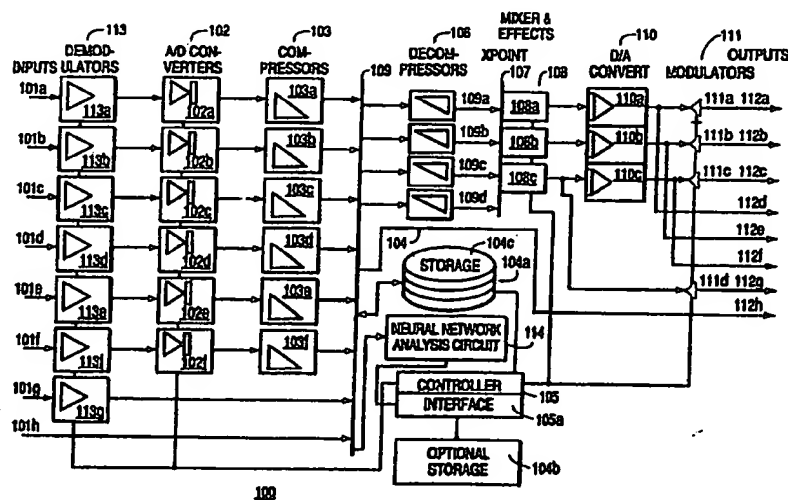 113
102
103
106
MIXER &
EFFECTS
110
111
DEMOD-
ULATORS
A/D CON-
VERTERS
COM-
PRESSORS
109
DECOM-
PRESSORS
XPOINT
107
108
D/A
CONVERT
MODULATORS
OUTPUTS
INPUTS
101a
113a
102a
103a
109a
108a
110a
111a 112a
101b
113b
102b
103b
109b
108b
110b
111b 112b
101c
113c
102c
103c
109c
108c
110c
111c 112c
101d
113d
102d
103d
109d
112d
104
104c
112e
STORAGE
104a
112f
101e
113e
102e
103e
111d 112g
112h
NEURAL NETWORK
ANALYSIS CIRCUIT
114
101f
113f
102f
103f
101g
113g
CONTROLLER
105
INTERFACE
105a
101h
OPTIONAL
STORAGE
104b
100